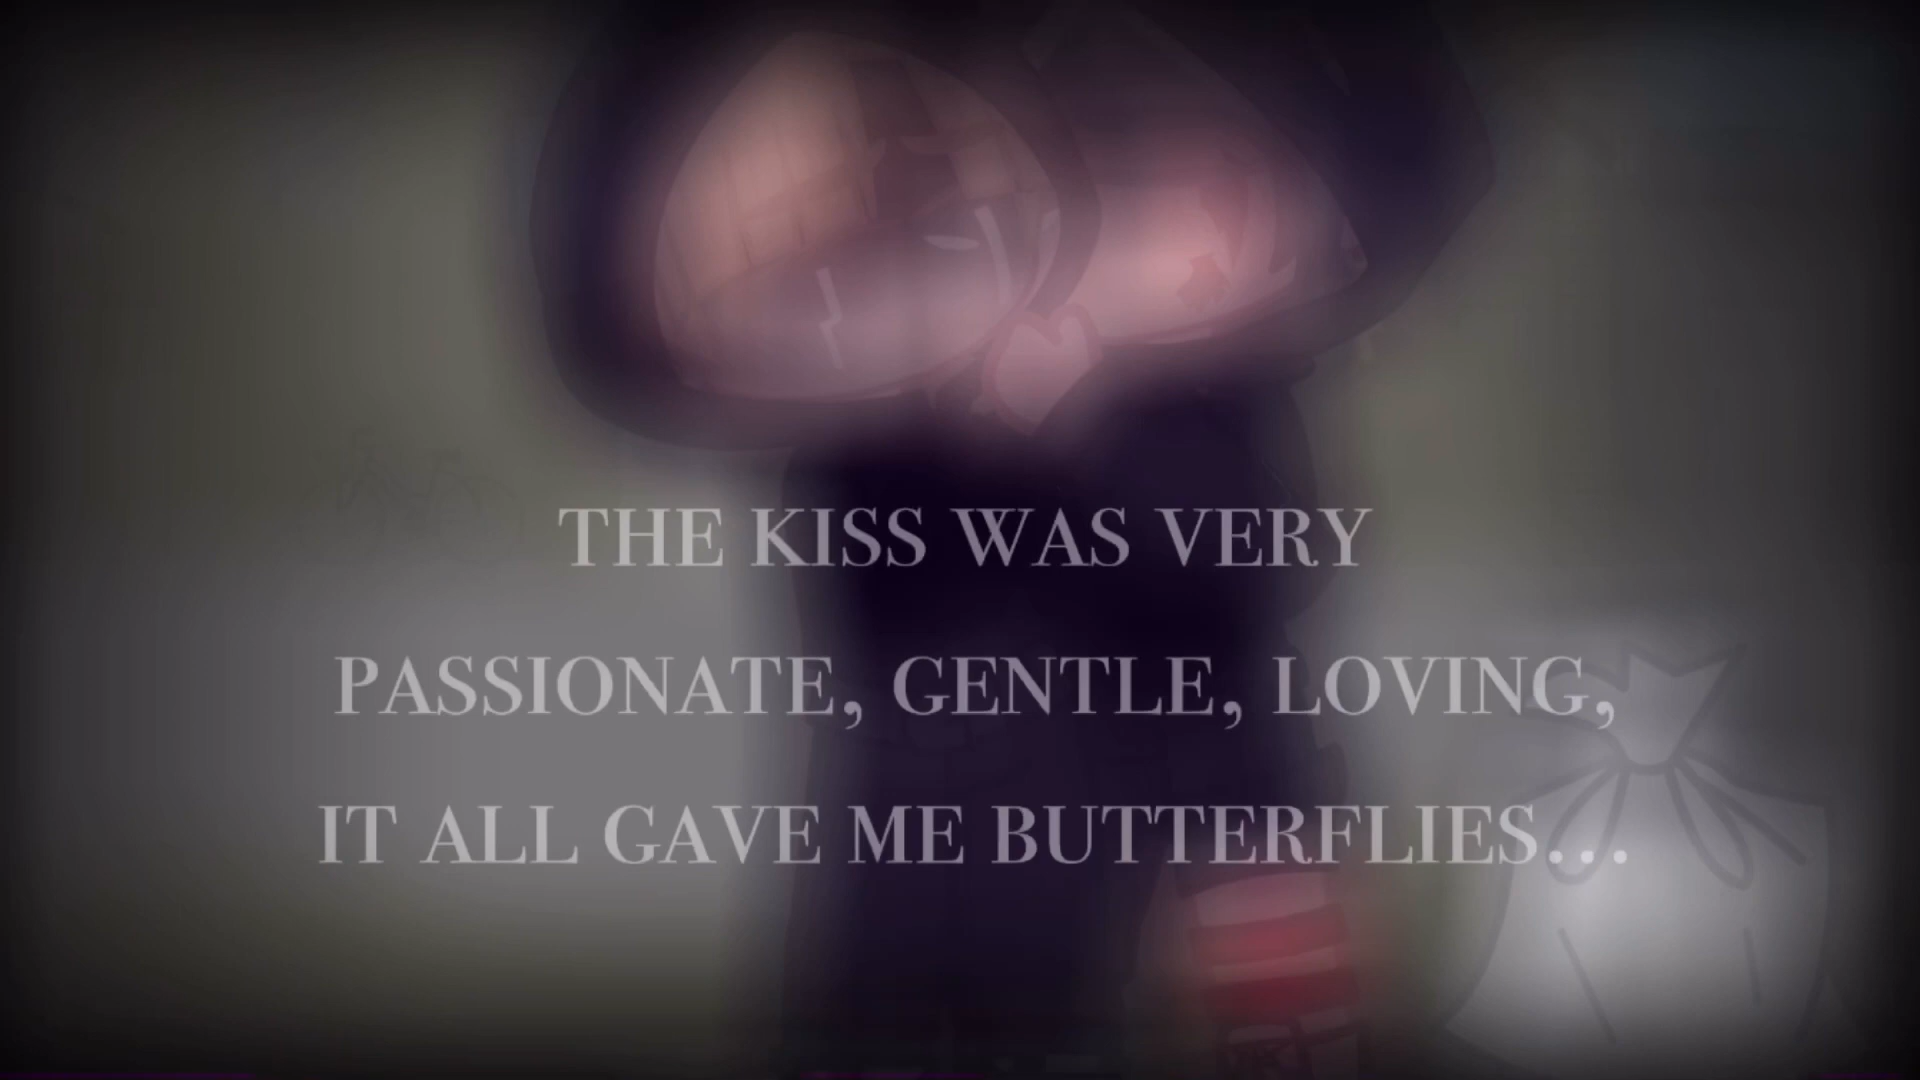 THE KISS WAS VERY
PASSIONATE, GENTLE, LOVING,
IT ALL GAVE ME BUTTERFLIES...